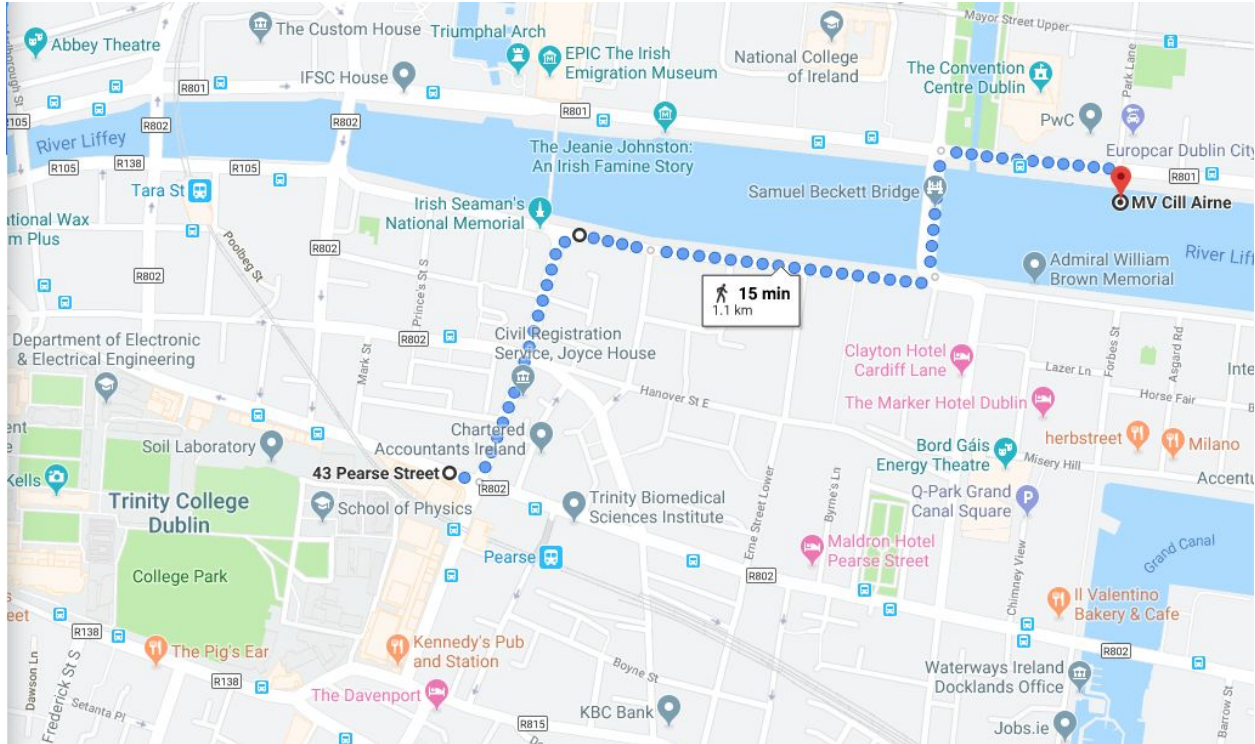 Abbey Theatre
The Custom House
Triumphal Arch
EPIC The Irish
Emigration Museum
IFSC House
National College
of Ireland
Mayor Street Upper
The Convention
Centre Dublin
Park Lane
PwC
Europcar Dublin City
Marlborough St
R801
R801
R801
R105
R802
R802
River Liffey
R138
R105
Tara St
The Jeanie Johnston:
An Irish Famine Story
Samuel Beckett Bridge
MV Cill Airne
Irish Seaman's
National Memorial
National Wax
m Plus
Poolbeg St
R802
R802
Prince's St S
River Liff
Admiral William
Brown Memorial
15 min
1.1 km
Department of Electronic
& Electrical Engineering
R802
Mark St
Civil Registration
Service, Joyce House
Hanover St E
Clayton Hotel
Cardiff Lane
The Marker Hotel Dublin
Lazer Ln
Forbes St
Asgard Rd
Horse Fair
Inte
herbstreet
Milano
Soil Laboratory
Chartered
Accountants Ireland
Bord Gáis
Energy Theatre
Misery Hill
Accentu
Kells
43 Pearse Street
R802
Trinity College
Dublin
School of Physics
Trinity Biomedical
Sciences Institute
Erne Street Lower
Byrne's Ln
Q-Park Grand
Canal Square
Maldron Hotel
Pearse Street
College Park
Pearse
R802
Chimney View
Grand Canal
Il Valentino
Bakery & Cafe
R138
The Pig's Ear
Kennedy's Pub
and Station
R802
Dawson Ln
Frederick St S
R138
Setanta Pl
The Davenport
Boyne St
KBC Bank
R815
Waterways Ireland
Docklands Office
Jobs.ie
Barrow St